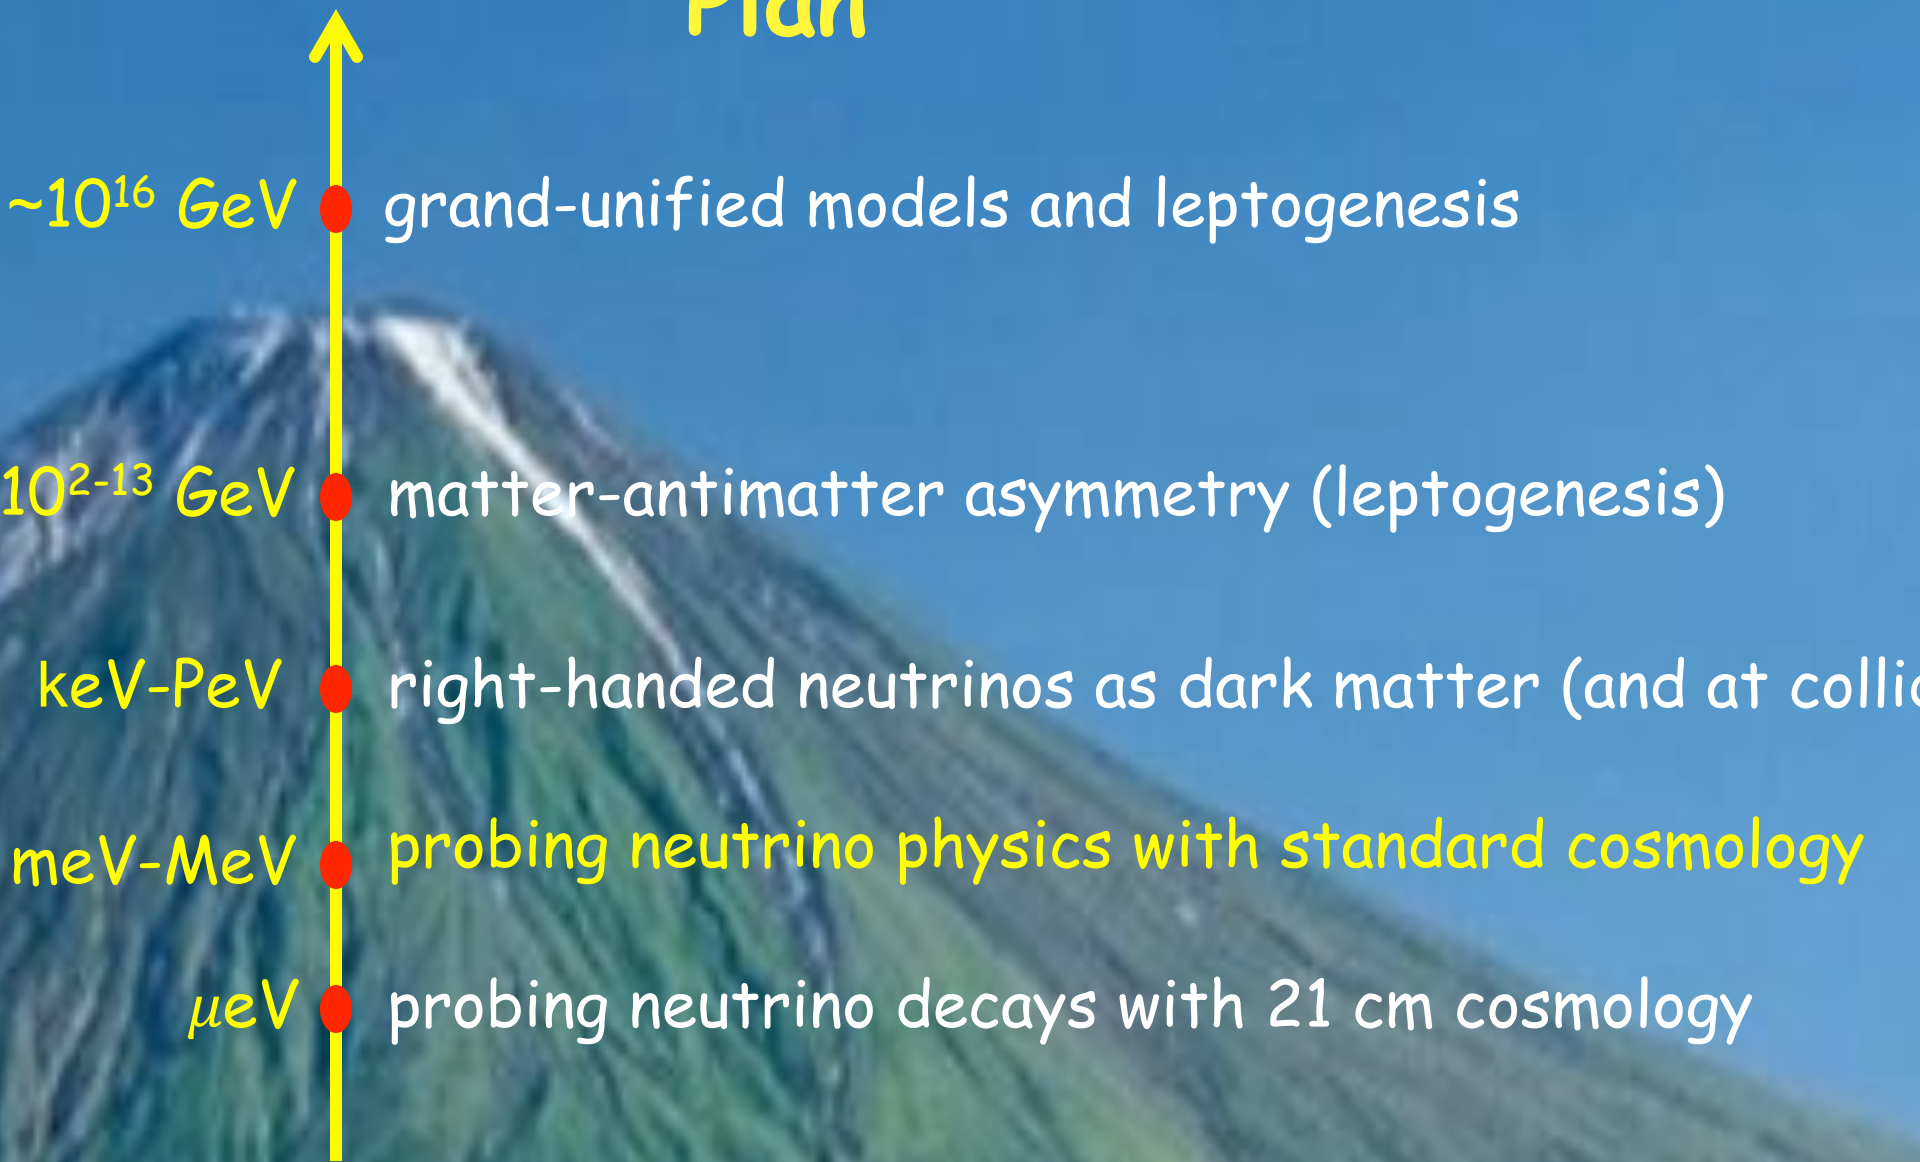 Plan
~10¹⁶ GeV grand-unified models and leptogenesis
10²⁻¹³ GeV matter-antimatter asymmetry (leptogenesis)
keV-PeV right-handed neutrinos as dark matter (and at
meV-MeV probing neutrino physics with standard cosmology
μeV probing neutrino decays with 21 cm cosmology